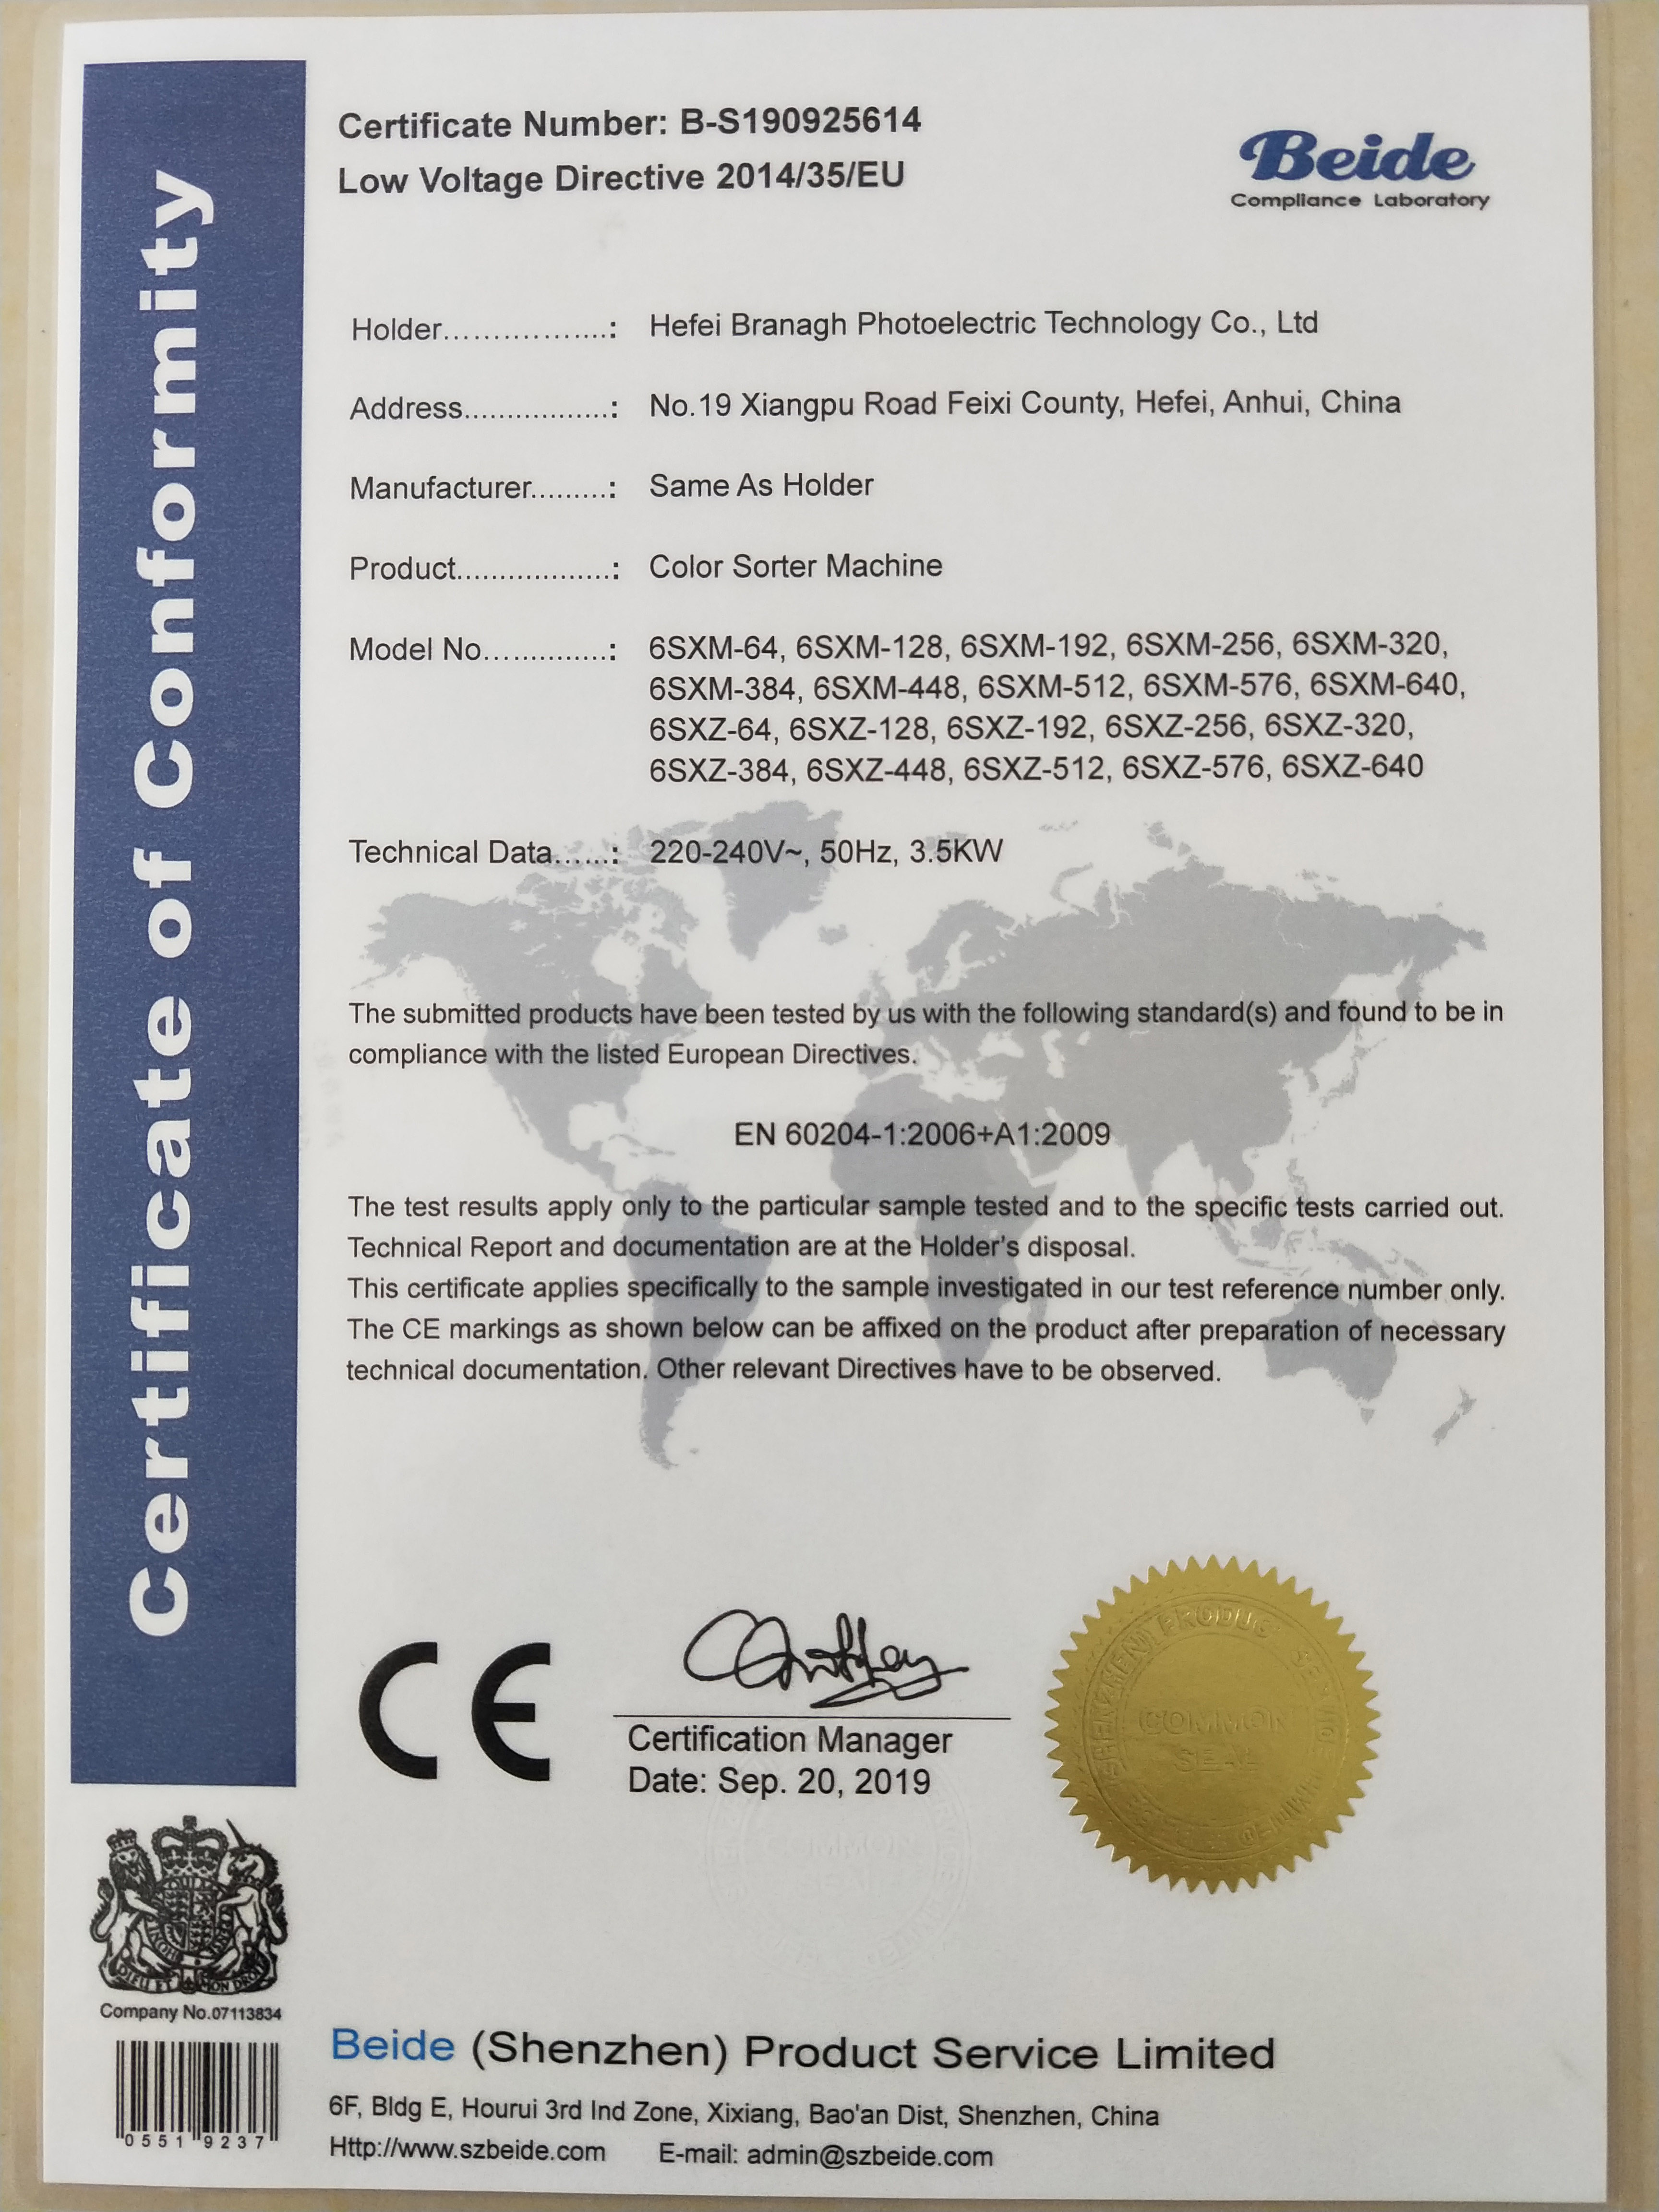 Certificate of Conformity
Certificate Number: B-S190925614
Low Voltage Directive 2014/35/EU
Beide
Compliance Laboratory
Holder..................: Hefei Branagh Photoelectric Technology Co., Ltd
Address.................: No.19 Xiangpu Road Feixi County, Hefei, Anhui, China
Manufacturer.........: Same As Holder
Product..................: Color Sorter Machine
Model No..............: 6SXM-64, 6SXM-128, 6SXM-192, 6SXM-256, 6SXM-320,
6SXM-384, 6SXM-448, 6SXM-512, 6SXM-576, 6SXM-640,
6SXZ-64, 6SXZ-128, 6SXZ-192, 6SXZ-256, 6SXZ-320,
6SXZ-384, 6SXZ-448, 6SXZ-512, 6SXZ-576, 6SXZ-640
Technical Data......: 220-240V~, 50Hz, 3.5KW
The submitted products have been tested by us with the following standard(s) and found to be in
compliance with the listed European Directives.
EN 60204-1:2006+A1:2009
The test results apply only to the particular sample tested and to the specific tests carried out.
Technical Report and documentation are at the Holder's disposal.
This certificate applies specifically to the sample investigated in our test reference number only.
The CE markings as shown below can be affixed on the product after preparation of necessary
technical documentation. Other relevant Directives have to be observed.
CE
Certification Manager
Date: Sep. 20, 2019
COMMON
SEAL
DIEU ET MON DROIT
Company No.07113834
0551 9237
Beide (Shenzhen) Product Service Limited
6F, Bldg E, Hourui 3rd Ind Zone, Xixiang, Bao'an Dist, Shenzhen, China
Http://www.szbeide.com E-mail: admin@szbeide.com